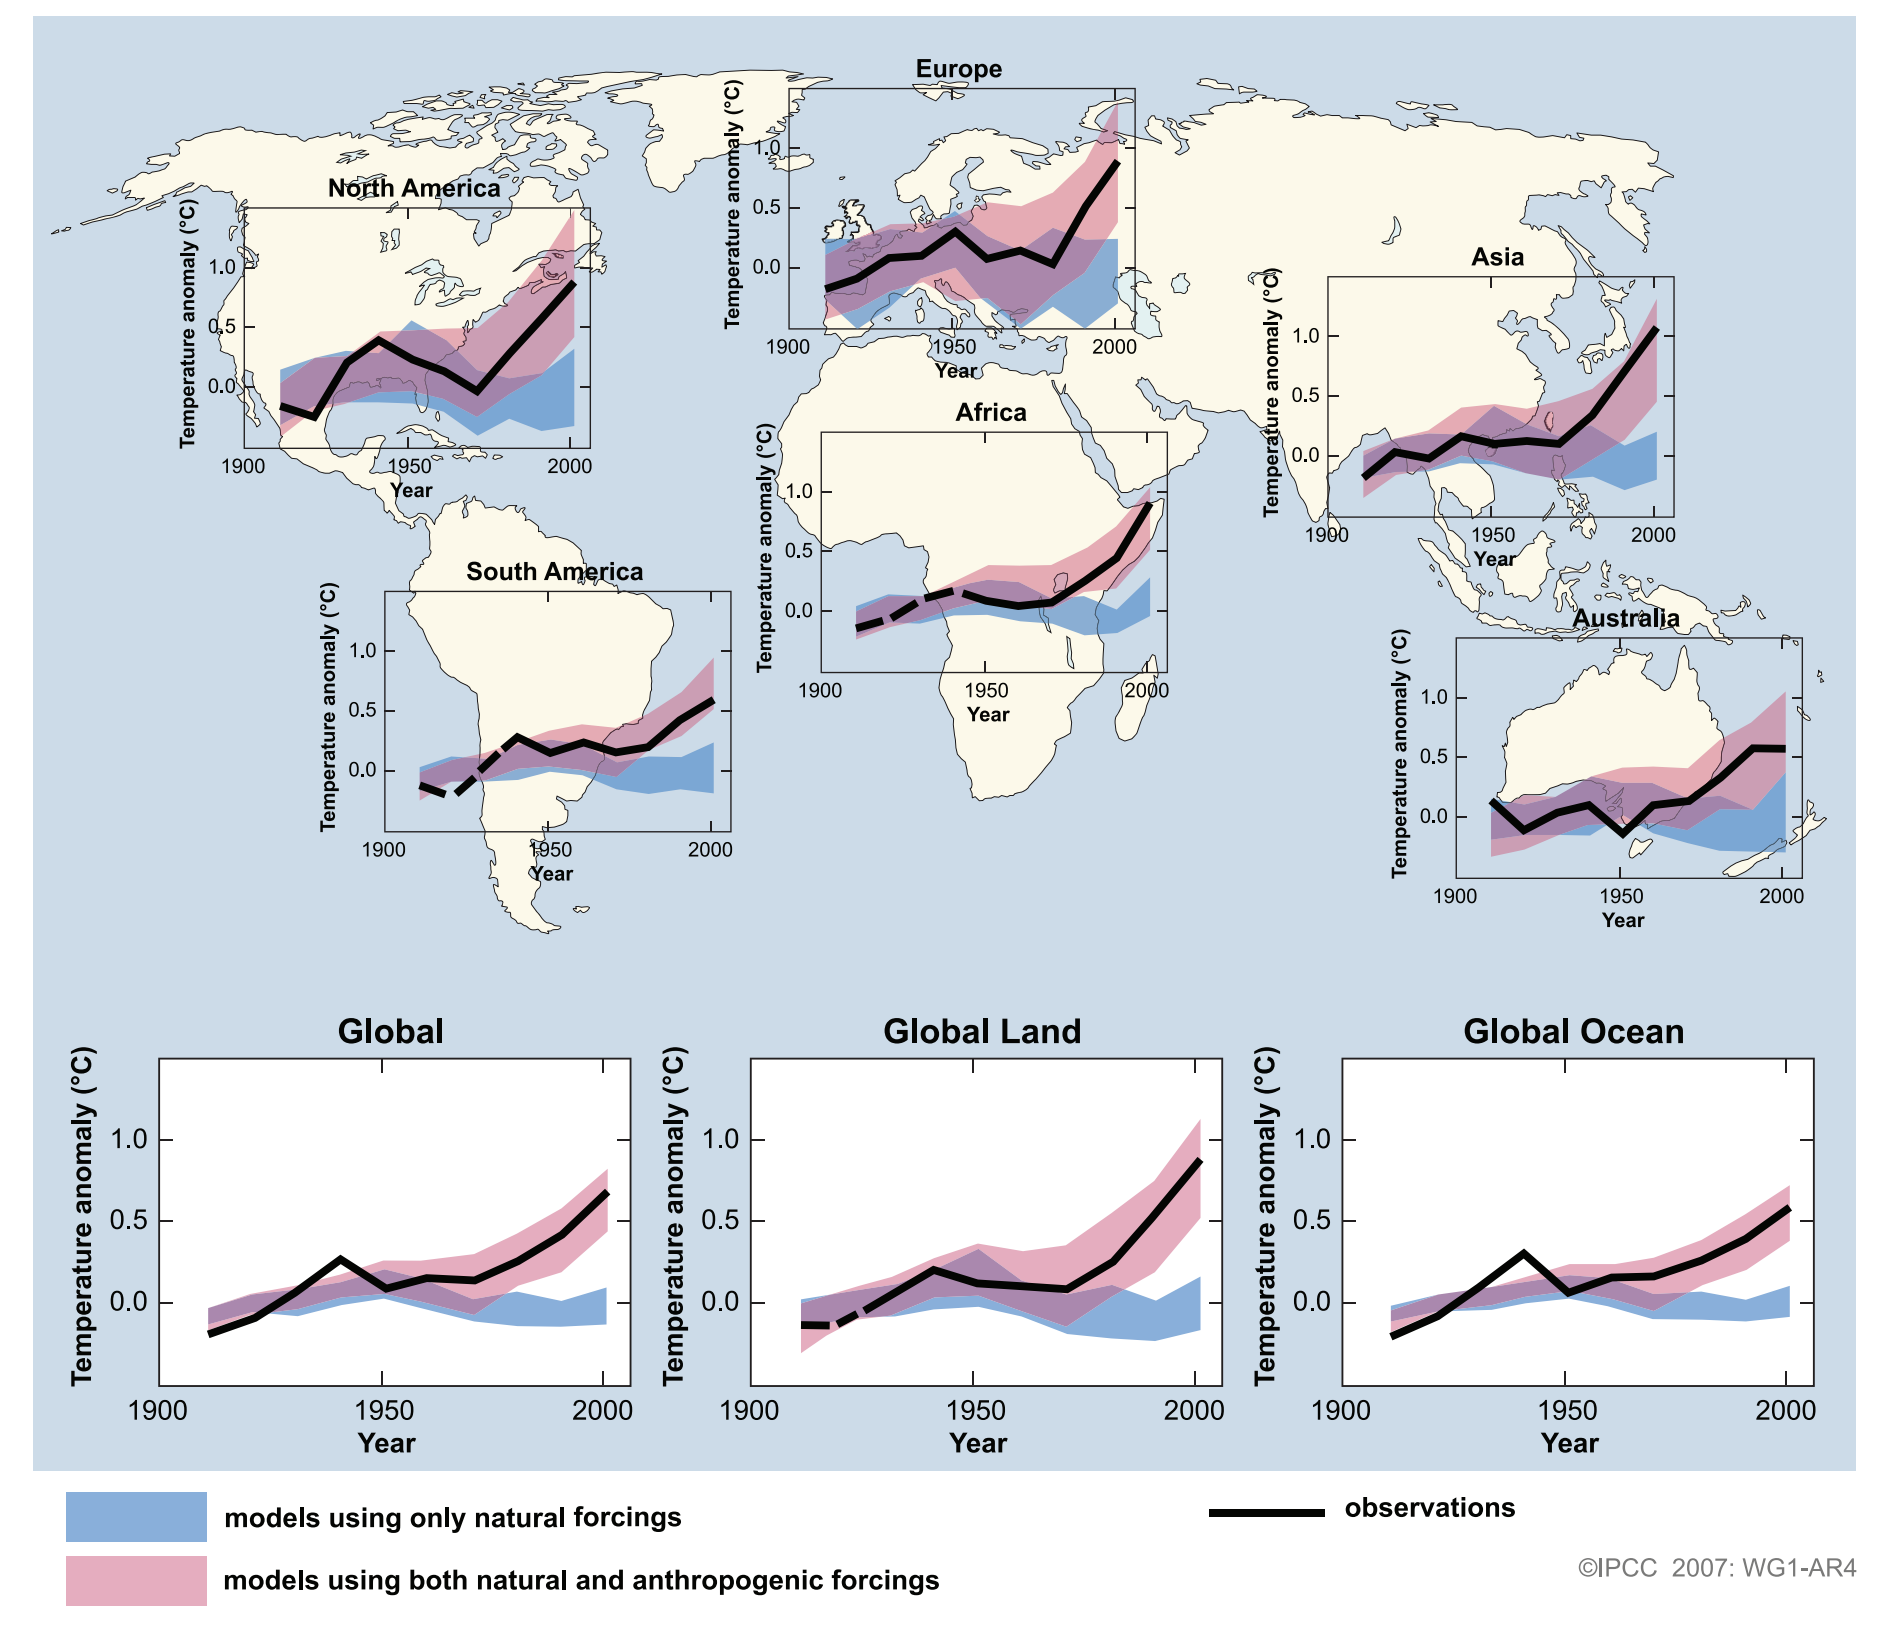 Europe
Temperature anomaly (°C)
1.0
0.5
0.0
1900 1950 2000
Year
North America
Temperature anomaly (°C)
1.0
0.5
0.0
1900 1950 2000
Year
Asia
Temperature anomaly (°C)
1.0
0.5
0.0
1900 1950 2000
Year
Africa
Temperature anomaly (°C)
1.0
0.5
0.0
1900 1950 2000
Year
South America
Temperature anomaly (°C)
1.0
0.5
0.0
1900 1950 2000
Year
Australia
Temperature anomaly (°C)
1.0
0.5
0.0
1900 1950 2000
Year
Global
Temperature anomaly (°C)
1.0
0.5
0.0
1900 1950 2000
Year
Global Land
Temperature anomaly (°C)
1.0
0.5
0.0
1900 1950 2000
Year
Global Ocean
Temperature anomaly (°C)
1.0
0.5
0.0
1900 1950 2000
Year
models using only natural forcings
observations
models using both natural and anthropogenic forcings
©IPCC 2007: WG1-AR4